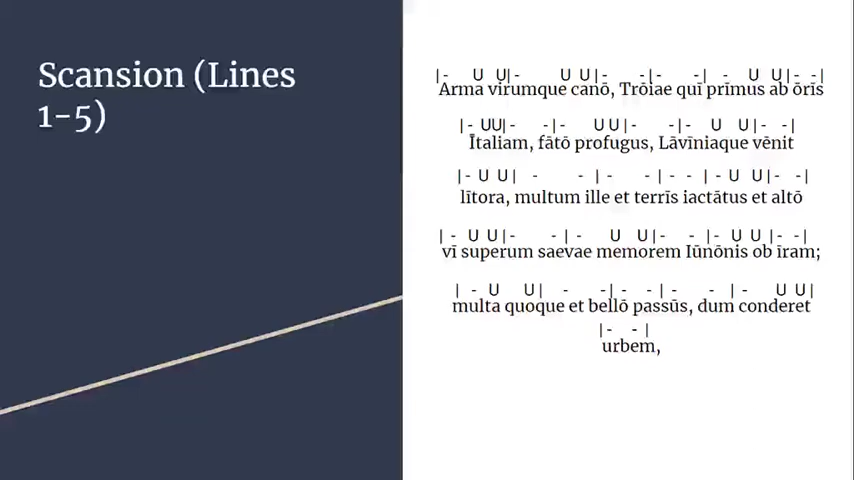 Scansion (Lines
1-5)
|- U U|- U U|- -|- -| - U U|- -|
Arma virumque canō, Trōiae quī prīmus ab ōrīs
|- UU|- -|- U U|- -|- U U|- -|
Ītaliam, fātō profugus, Lāvīniaque vēnit
|- U U| - - | - - | - - | - U U|- -|
lītora, multum ille et terrīs iactātus et altō
| - U U|- - | - U U|- - |- U U|- -|
vī superum saevae memorem Iūnōnis ob īram;
| - U U| - -| - - | - - | - U U|
multa quoque et bellō passūs, dum conderet
|- - |
urbem,